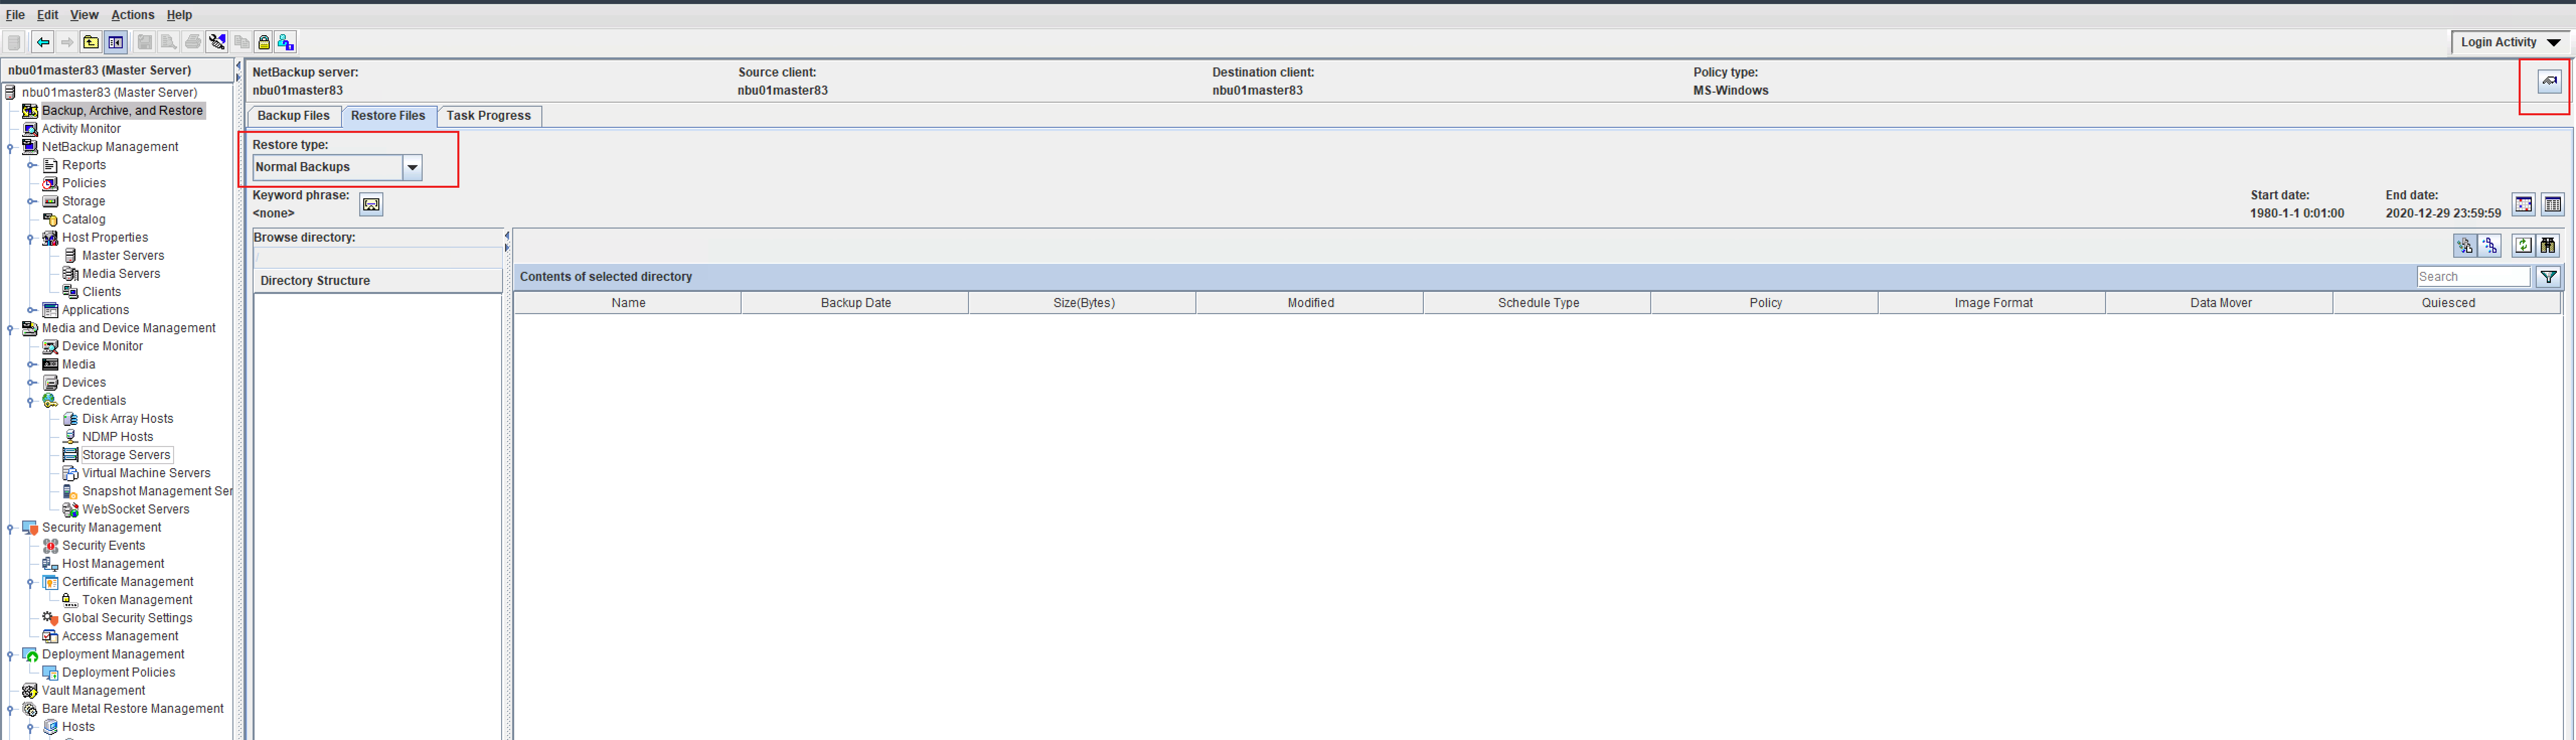 File Edit View Actions Help
Login Activity
nbu01master83 (Master Server)
nbu01master83 (Master Server)
Backup, Archive, and Restore
Activity Monitor
NetBackup Management
Reports
Policies
Storage
Catalog
Host Properties
Master Servers
Media Servers
Clients
Applications
Media and Device Management
Device Monitor
Media
Devices
Credentials
Disk Array Hosts
NDMP Hosts
Storage Servers
Virtual Machine Servers
Snapshot Management Ser
WebSocket Servers
Security Management
Security Events
Host Management
Certificate Management
Token Management
Global Security Settings
Access Management
Deployment Management
Deployment Policies
Vault Management
Bare Metal Restore Management
Hosts
NetBackup server: Source client: Destination client: Policy type:
nbu01master83 nbu01master83 nbu01master83 MS-Windows
Backup Files Restore Files Task Progress
Restore type:
Normal Backups
Keyword phrase: Start date: End date:
<none> 1980-1-1 0:01:00 2020-12-29 23:59:59
Browse directory:
/
Directory Structure
Contents of selected directory Search
Name Backup Date Size(Bytes) Modified Schedule Type Policy Image Format Data Mover Quiesced